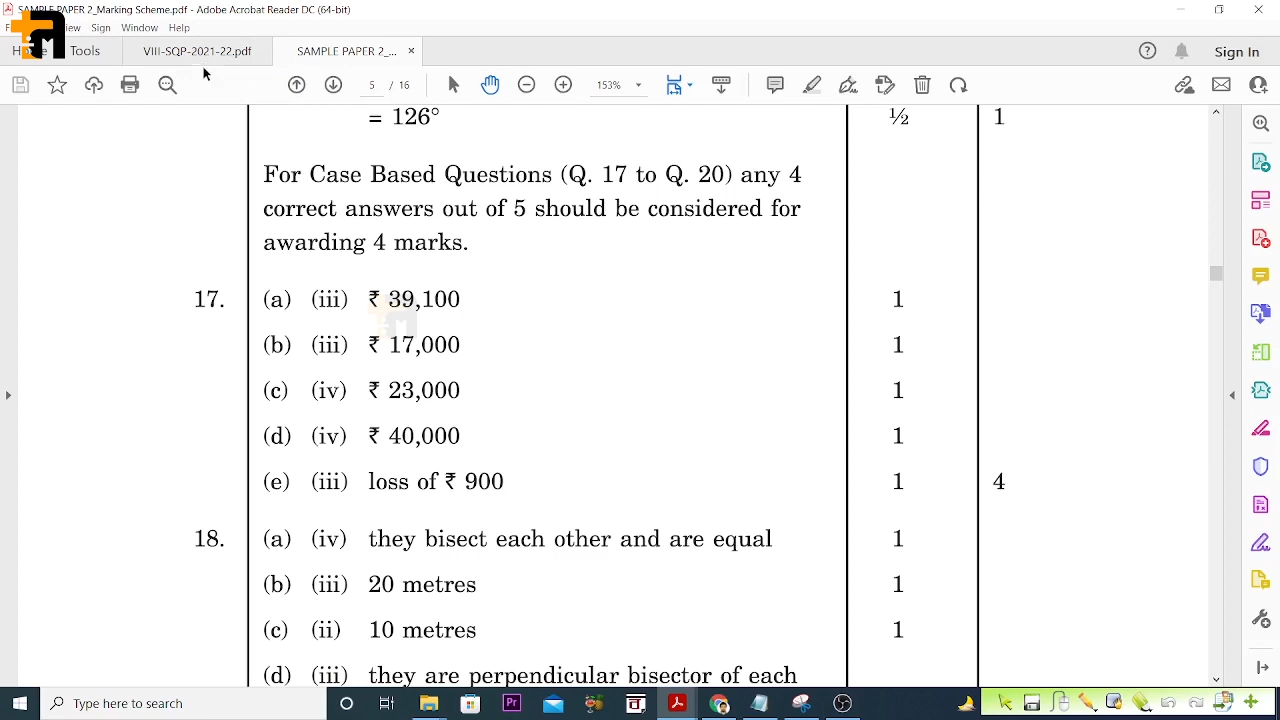 SAMPLE PAPER 2_Marking Scheme.pdf - Adobe Acrobat Reader DC (64-bit)
View Sign Window Help
Tools
VIII-SQP-2021-22.pdf
SAMPLE PAPER 2_... ×
Sign In
5 / 16
153%
= 126° ½ 1
For Case Based Questions (Q. 17 to Q. 20) any 4
correct answers out of 5 should be considered for
awarding 4 marks.
17. (a) (iii) ₹ 39,100 1
(b) (iii) ₹ 17,000 1
(c) (iv) ₹ 23,000 1
(d) (iv) ₹ 40,000 1
(e) (iii) loss of ₹ 900 1 4
18. (a) (iv) they bisect each other and are equal 1
(b) (iii) 20 metres 1
(c) (ii) 10 metres 1
(d) (iii) they are perpendicular bisector of each
Type here to search